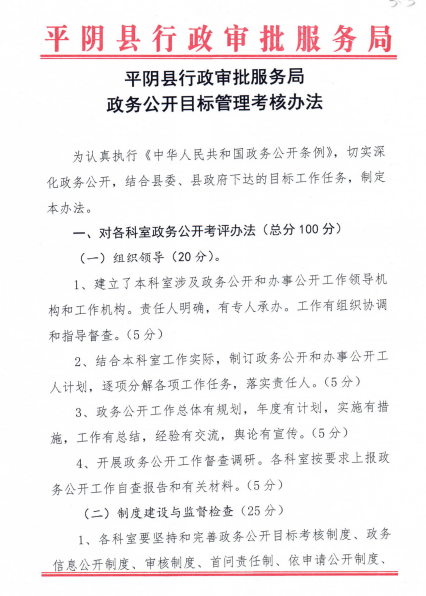 平阴县行政审批服务局
平阴县行政审批服务局
政务公开目标管理考核办法
为认真执行《中华人民共和国政务公开条例》，切实深
化政务公开，结合县委、县政府下达的目标工作任务，制定
本办法。
一、对各科室政务公开考评办法（总分100分）
（一）组织领导（20分）。
1、建立了本科室涉及政务公开和办事公开工作领导机
构和工作机构。责任人明确，有专人承办。工作有组织协调
和指导督查。（5分）
2、结合本科室工作实际，制订政务公开和办事公开工
人计划，逐项分解各项工作任务，落实责任人。（5分）
3、政务公开工作总体有规划，年度有计划，实施有措
施，工作有总结，经验有交流，舆论有宣传。（5分）
4、开展政务公开工作督查调研。各科室按要求上报政
务公开工作自查报告和有关材料。（5分）
（二）制度建设与监督检查（25分）
1、各科室要坚持和完善政务公开目标考核制度、政务
信息公开制度、审核制度、首问责任制、依申请公开制度、